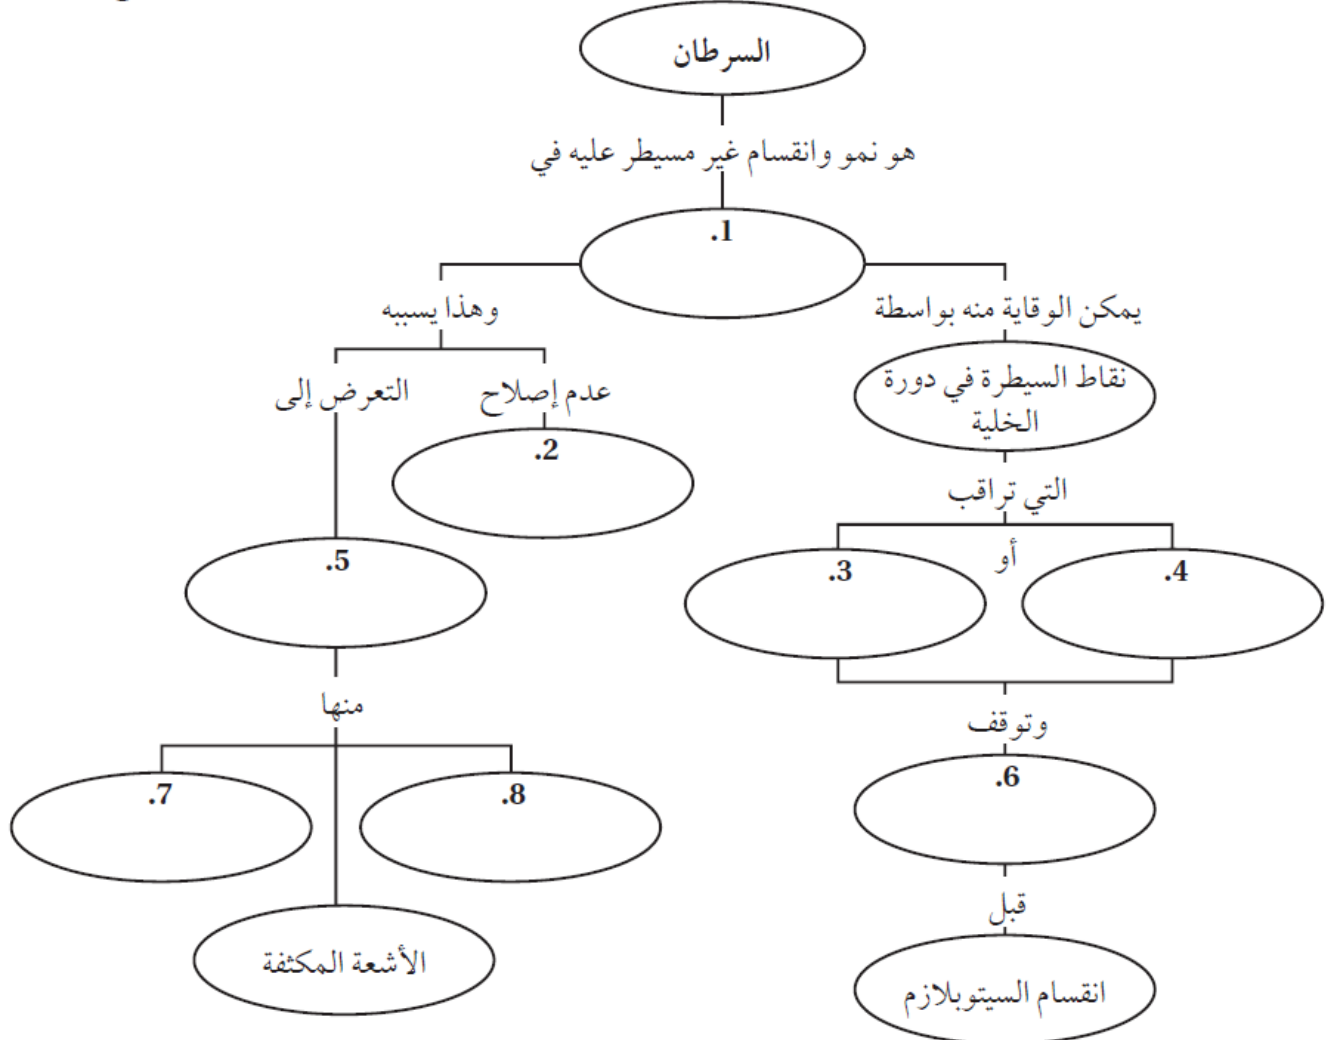 السرطان
هو نمو وانقسام غير مسيطر عليه في
.1
يمكن الوقاية منه بواسطة
وهذا يسببه
نقاط السيطرة في دورة
الخلية
عدم إصلاح
التعرض إلى
.2
التي تراقب
.4
أو
.3
.5
منها
وتوقف
.6
.8
.7
قبل
الأشعة المكثفة
انقسام السيتوبلازم